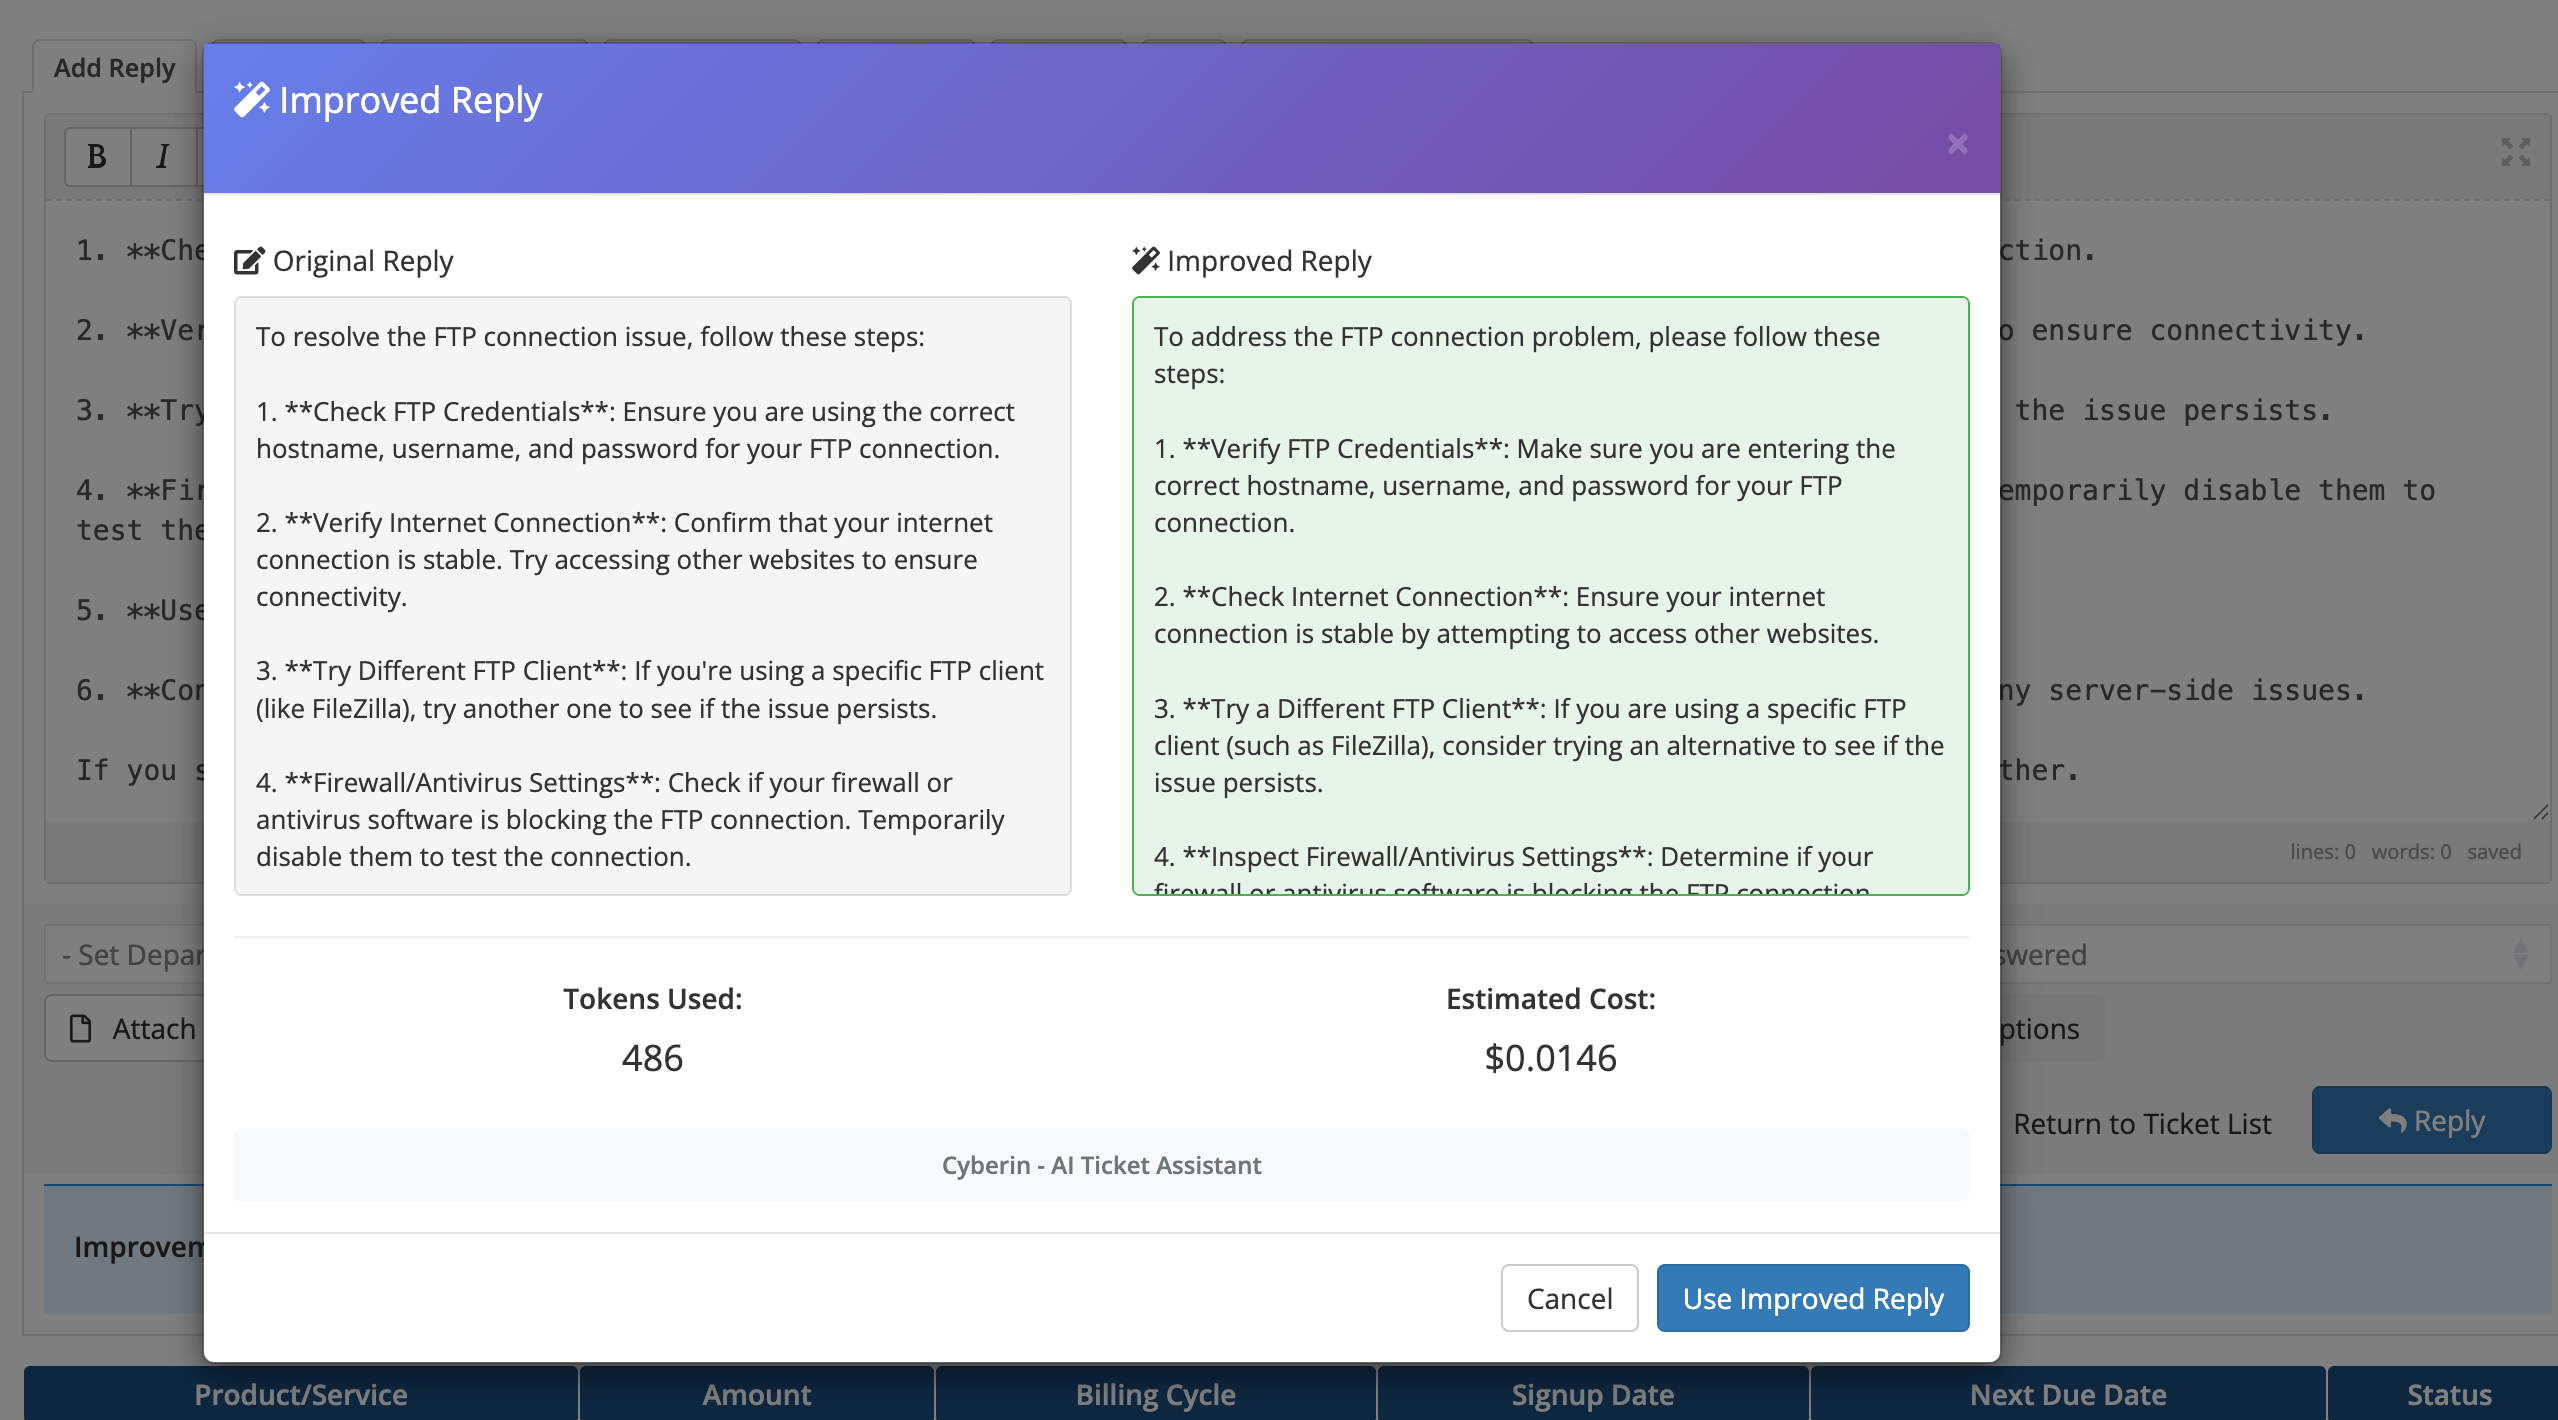 Add Reply
Improved Reply
×
B I
1. **Che
ction.
2. **Ver
o ensure connectivity.
3. **Try
the issue persists.
4. **Fir
emporarily disable them to
test the
5. **Use
6. **Con
ny server-side issues.
If you s
ther.
lines: 0 words: 0 saved
Original Reply
To resolve the FTP connection issue, follow these steps:
1. **Check FTP Credentials**: Ensure you are using the correct
hostname, username, and password for your FTP connection.
2. **Verify Internet Connection**: Confirm that your internet
connection is stable. Try accessing other websites to ensure
connectivity.
3. **Try Different FTP Client**: If you're using a specific FTP client
(like FileZilla), try another one to see if the issue persists.
4. **Firewall/Antivirus Settings**: Check if your firewall or
antivirus software is blocking the FTP connection. Temporarily
disable them to test the connection.
Improved Reply
To address the FTP connection problem, please follow these
steps:
1. **Verify FTP Credentials**: Make sure you are entering the
correct hostname, username, and password for your FTP
connection.
2. **Check Internet Connection**: Ensure your internet
connection is stable by attempting to access other websites.
3. **Try a Different FTP Client**: If you are using a specific FTP
client (such as FileZilla), consider trying an alternative to see if the
issue persists.
4. **Inspect Firewall/Antivirus Settings**: Determine if your
firewall or antivirus software is blocking the FTP connection
- Set Depar
swered
Attach
ptions
Tokens Used:
486
Estimated Cost:
$0.0146
Return to Ticket List
Reply
Cyberin - AI Ticket Assistant
Improvem
Cancel
Use Improved Reply
Product/Service Amount Billing Cycle Signup Date Next Due Date Status